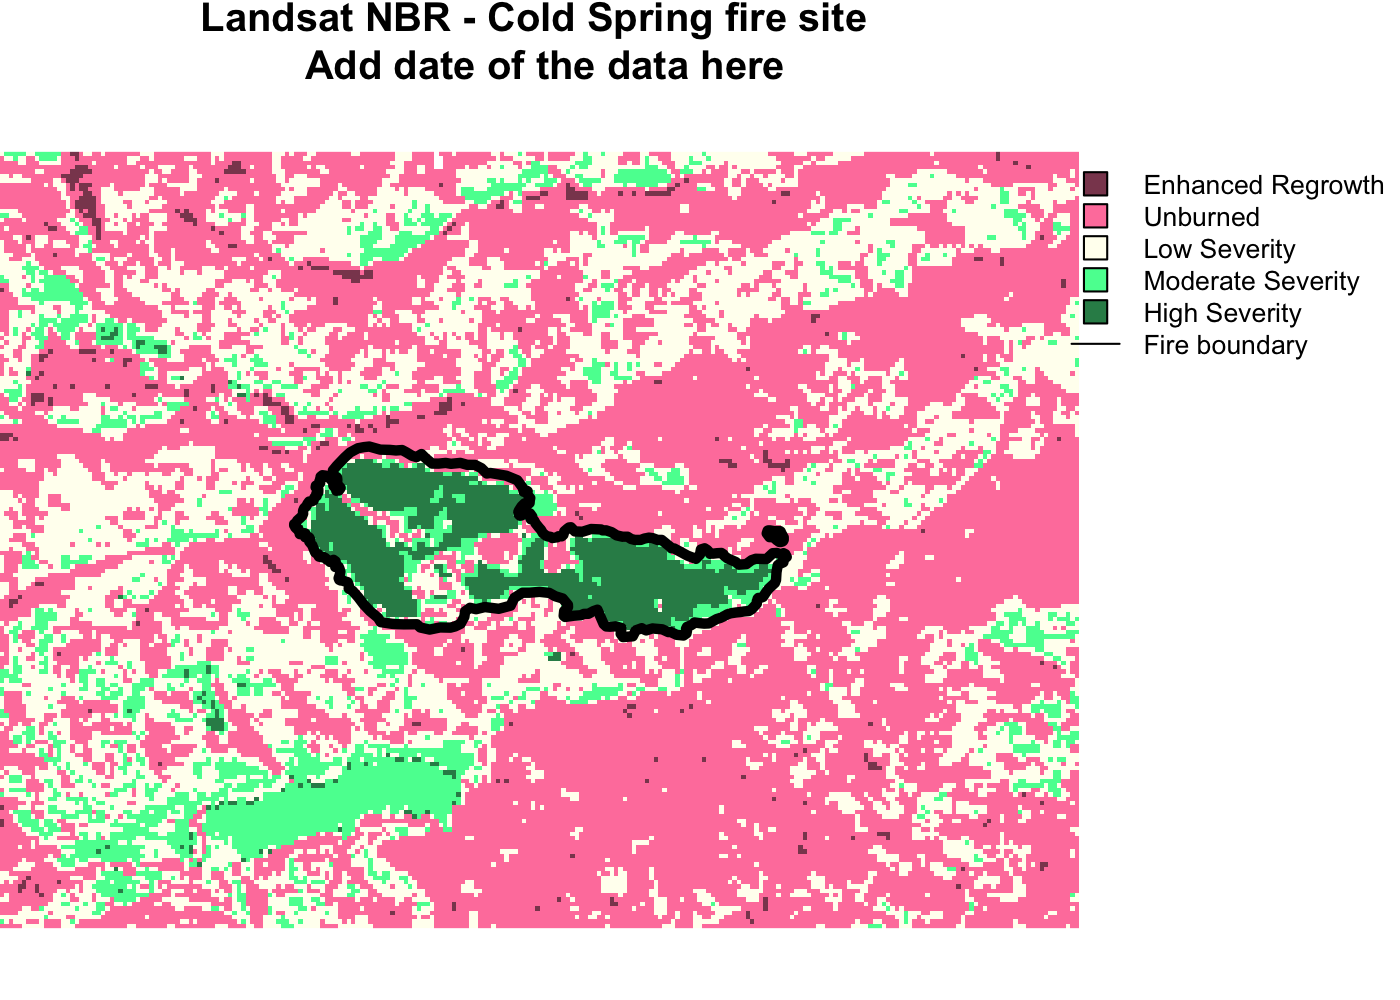 Landsat NBR - Cold Spring fire site
Add date of the data here
Enhanced Regrowth
Unburned
Low Severity
Moderate Severity
High Severity
Fire boundary